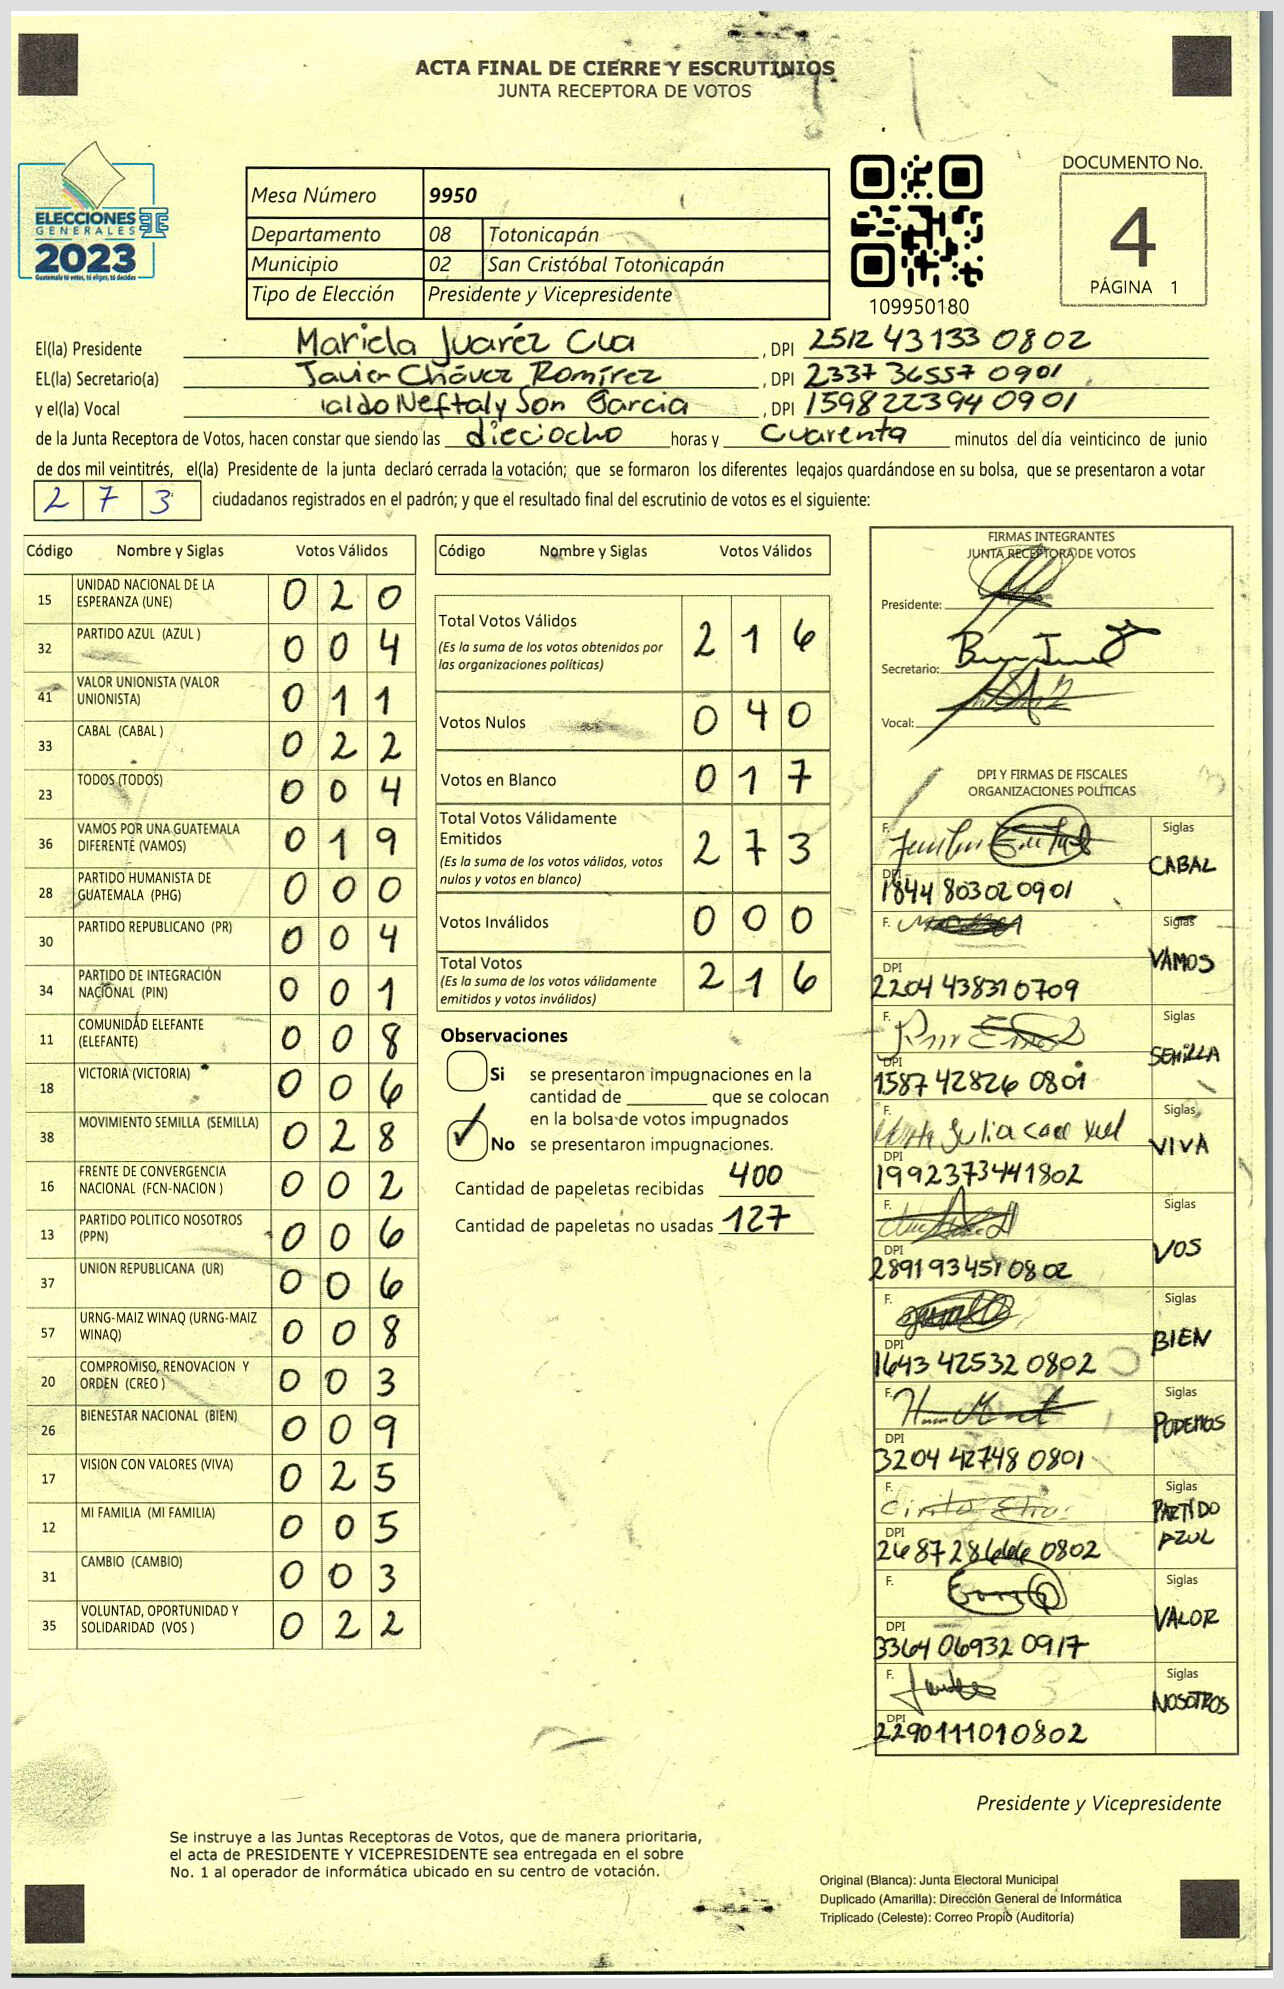 ACTA FINAL DE CIERRE Y ESCRUTINIOS
JUNTA RECEPTORA DE VOTOS
ELECCIONES
GENERALES
2023
Guatemala tú votes, tú eliges, tú decides
Mesa Número 9950
Departamento 08 Totonicapán
Municipio 02 San Cristóbal Totonicapán
Tipo de Elección Presidente y Vicepresidente
109950180
DOCUMENTO No.
4
PÁGINA 1
El(la) Presidente Mariela Juaréz Cua , DPI 2512 43133 0802
EL(la) Secretario(a) Javier Chávez Ramírez , DPI 2337 36557 0901
y el(la) Vocal ialdo Neftaly Son Garcia , DPI 159822394 0901
de la Junta Receptora de Votos, hacen constar que siendo las dieciocho horas y cuarenta minutos del día veinticinco de junio
de dos mil veintitrés, el(la) Presidente de la junta declaró cerrada la votación; que se formaron los diferentes legajos quardándose en su bolsa, que se presentaron a votar
2 7 3 ciudadanos registrados en el padrón; y que el resultado final del escrutinio de votos es el siguiente:
Código Nombre y Siglas Votos Válidos
15 UNIDAD NACIONAL DE LA ESPERANZA (UNE) 0 2 0
32 PARTIDO AZUL (AZUL ) 0 0 4
41 VALOR UNIONISTA (VALOR UNIONISTA) 0 1 1
33 CABAL (CABAL ) 0 2 2
23 TODOS (TODOS) 0 0 4
36 VAMOS POR UNA GUATEMALA DIFERENTE (VAMOS) 0 1 9
28 PARTIDO HUMANISTA DE GUATEMALA (PHG) 0 0 0
30 PARTIDO REPUBLICANO (PR) 0 0 4
34 PARTIDO DE INTEGRACIÓN NACIONAL (PIN) 0 0 1
11 COMUNIDAD ELEFANTE (ELEFANTE) 0 0 8
18 VICTORIA (VICTORIA) 0 0 6
38 MOVIMIENTO SEMILLA (SEMILLA) 0 2 8
16 FRENTE DE CONVERGENCIA NACIONAL (FCN-NACION ) 0 0 2
13 PARTIDO POLITICO NOSOTROS (PPN) 0 0 6
37 UNION REPUBLICANA (UR) 0 0 6
57 URNG-MAIZ WINAQ (URNG-MAIZ WINAQ) 0 0 8
20 COMPROMISO, RENOVACION Y ORDEN (CREO ) 0 0 3
26 BIENESTAR NACIONAL (BIEN) 0 0 9
17 VISION CON VALORES (VIVA) 0 2 5
12 MI FAMILIA (MI FAMILIA) 0 0 5
31 CAMBIO (CAMBIO) 0 0 3
35 VOLUNTAD, OPORTUNIDAD Y SOLIDARIDAD (VOS ) 0 2 2
Código Nombre y Siglas Votos Válidos
Total Votos Válidos 2 1 6
(Es la suma de los votos obtenidos por
las organizaciones políticas)
Votos Nulos 0 4 0
Votos en Blanco 0 1 7
Total Votos Válidamente
Emitidos 2 7 3
(Es la suma de los votos válidos, votos
nulos y votos en blanco)
Votos Inválidos 0 0 0
Total Votos 2 1 6
(Es la suma de los votos válidamente
emitidos y votos inválidos)
Observaciones
Si se presentaron impugnaciones en la
cantidad de ________ que se colocan
en la bolsa de votos impugnados
✓ No se presentaron impugnaciones.
Cantidad de papeletas recibidas 400
Cantidad de papeletas no usadas 127
FIRMAS INTEGRANTES
JUNTA RECEPTORA DE VOTOS
Presidente:
Secretario:
Vocal:
DPI Y FIRMAS DE FISCALES
ORGANIZACIONES POLÍTICAS
F. Siglas
CABAL
DPI
1844 80302 0901
F. Siglas
VAMOS
DPI
2204 43831 0709
F. Siglas
SEMILLA
DPI
1587 42826 0801
F. Siglas
VIVA
DPI
1992373441802
F. Siglas
VOS
DPI
2891934510802
F. Siglas
BIEN
DPI
1643 42532 0802
F. Siglas
PODEMOS
DPI
3204 42748 0801
F. Siglas
PARTIDO
AZUL
DPI
2687 28666 0802
F. Siglas
VALOR
DPI
3364 06932 0917
F. Siglas
NOSOTROS
DPI
2290111010802
Presidente y Vicepresidente
Se instruye a las Juntas Receptoras de Votos, que de manera prioritaria,
el acta de PRESIDENTE Y VICEPRESIDENTE sea entregada en el sobre
No. 1 al operador de informática ubicado en su centro de votación.
Original (Blanca): Junta Electoral Municipal
Duplicado (Amarilla): Dirección General de Informática
Triplicado (Celeste): Correo Propio (Auditoría)